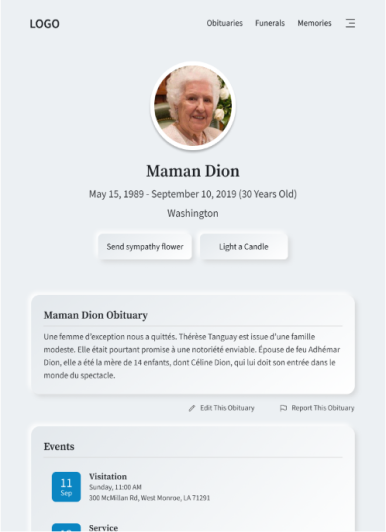 LOGO
Obituaries Funerals Memories
Maman Dion
May 15, 1989 - September 10, 2019 (30 Years Old)
Washington
Send sympathy flower Light a Candle
Maman Dion Obituary
Une femme d'exception nous a quittés. Thérèse Tanguay est issue d'une famille
modeste. Elle était pourtant promise à une notoriété enviable. Épouse de feu Adhémar
Dion, elle a été la mère de 14 enfants, dont Céline Dion, qui lui doit son entrée dans le
monde du spectacle.
Edit This Obituary Report This Obituary
Events
11
Sep
Visitation
Sunday, 11:00 AM
300 McMillan Rd, West Monroe, LA 71291
Service